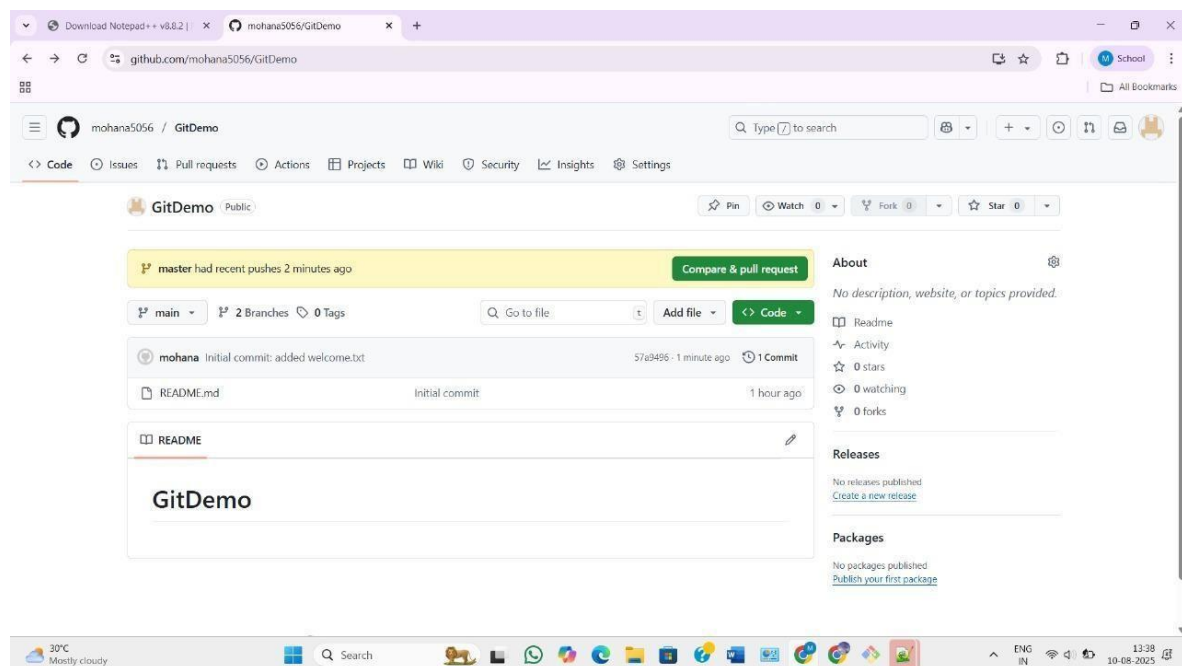 Download Notepad++ v8.8.2 |
mohana5056/GitDemo
github.com/mohana5056/GitDemo
M School
All Bookmarks
mohana5056 / GitDemo
Type / to search
Code Issues Pull requests Actions Projects Wiki Security Insights Settings
GitDemo Public
Pin Watch 0 Fork 0 Star 0
master had recent pushes 2 minutes ago
Compare & pull request
main 2 Branches 0 Tags
Go to file t
Add file
Code
mohana Initial commit: added welcome.txt
57a9496 · 1 minute ago 1 Commit
README.md Initial commit 1 hour ago
README
GitDemo
About
No description, website, or topics provided.
Readme
Activity
0 stars
0 watching
0 forks
Releases
No releases published
Create a new release
Packages
No packages published
Publish your first package
30°C
Mostly cloudy
Search
ENG
IN
13:38
10-08-2025